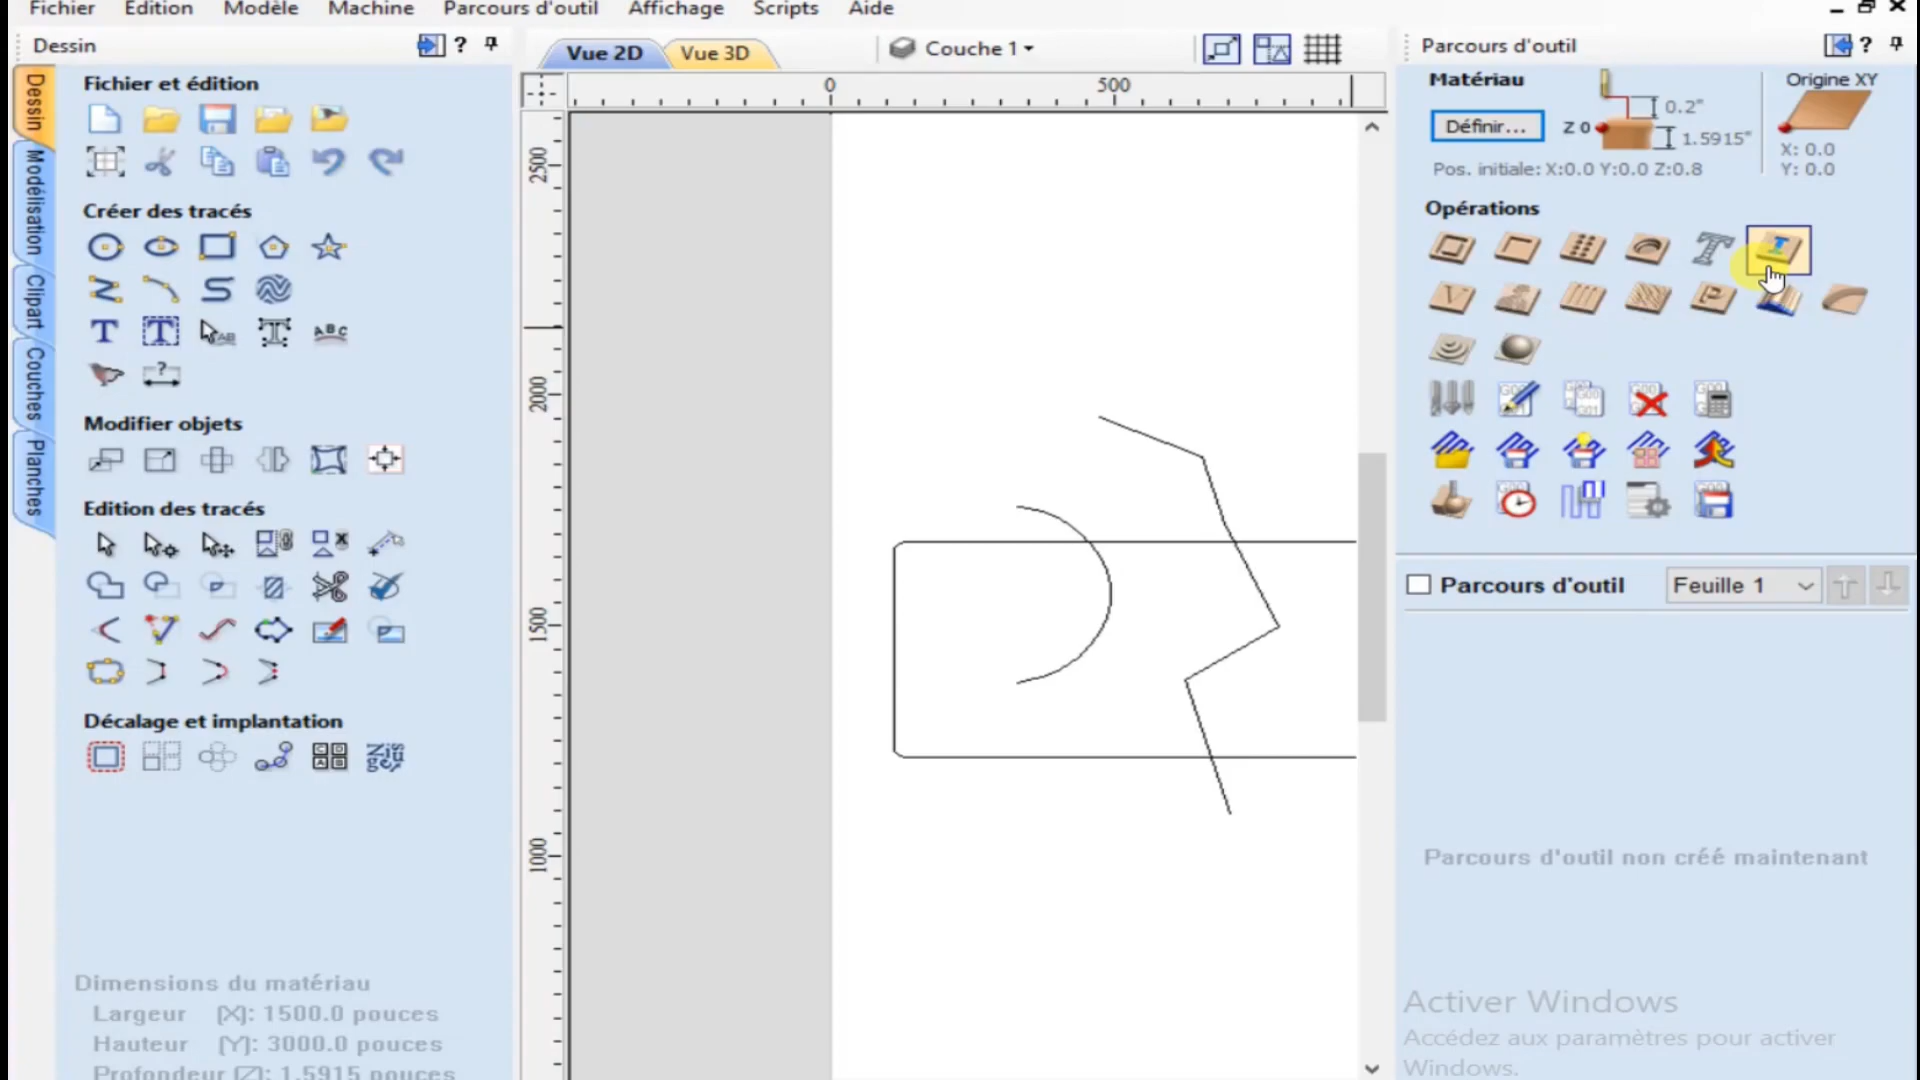 Fichier Edition Modèle Machine Parcours d'outil Affichage Scripts Aide
Dessin ?
Vue 2D Vue 3D Couche 1
Parcours d'outil ?
Dessin
Modélisation
Clipart
Couches
Planches
Fichier et édition
Créer des tracés
Modifier objets
Edition des tracés
Décalage et implantation
Dimensions du matériau
Largeur (X): 1500.0 pouces
Hauteur (Y): 3000.0 pouces
Profondeur (Z): 1.5915 pouces
0 500
2500
2000
1500
1000
Matériau Origine XY
Définir... Z 0 0.2" 1.5915"
X: 0.0
Pos. initiale: X:0.0 Y:0.0 Z:0.8 Y: 0.0
Opérations
Parcours d'outil Feuille 1
Parcours d'outil non créé maintenant
Activer Windows
Accédez aux paramètres pour activer
Windows.